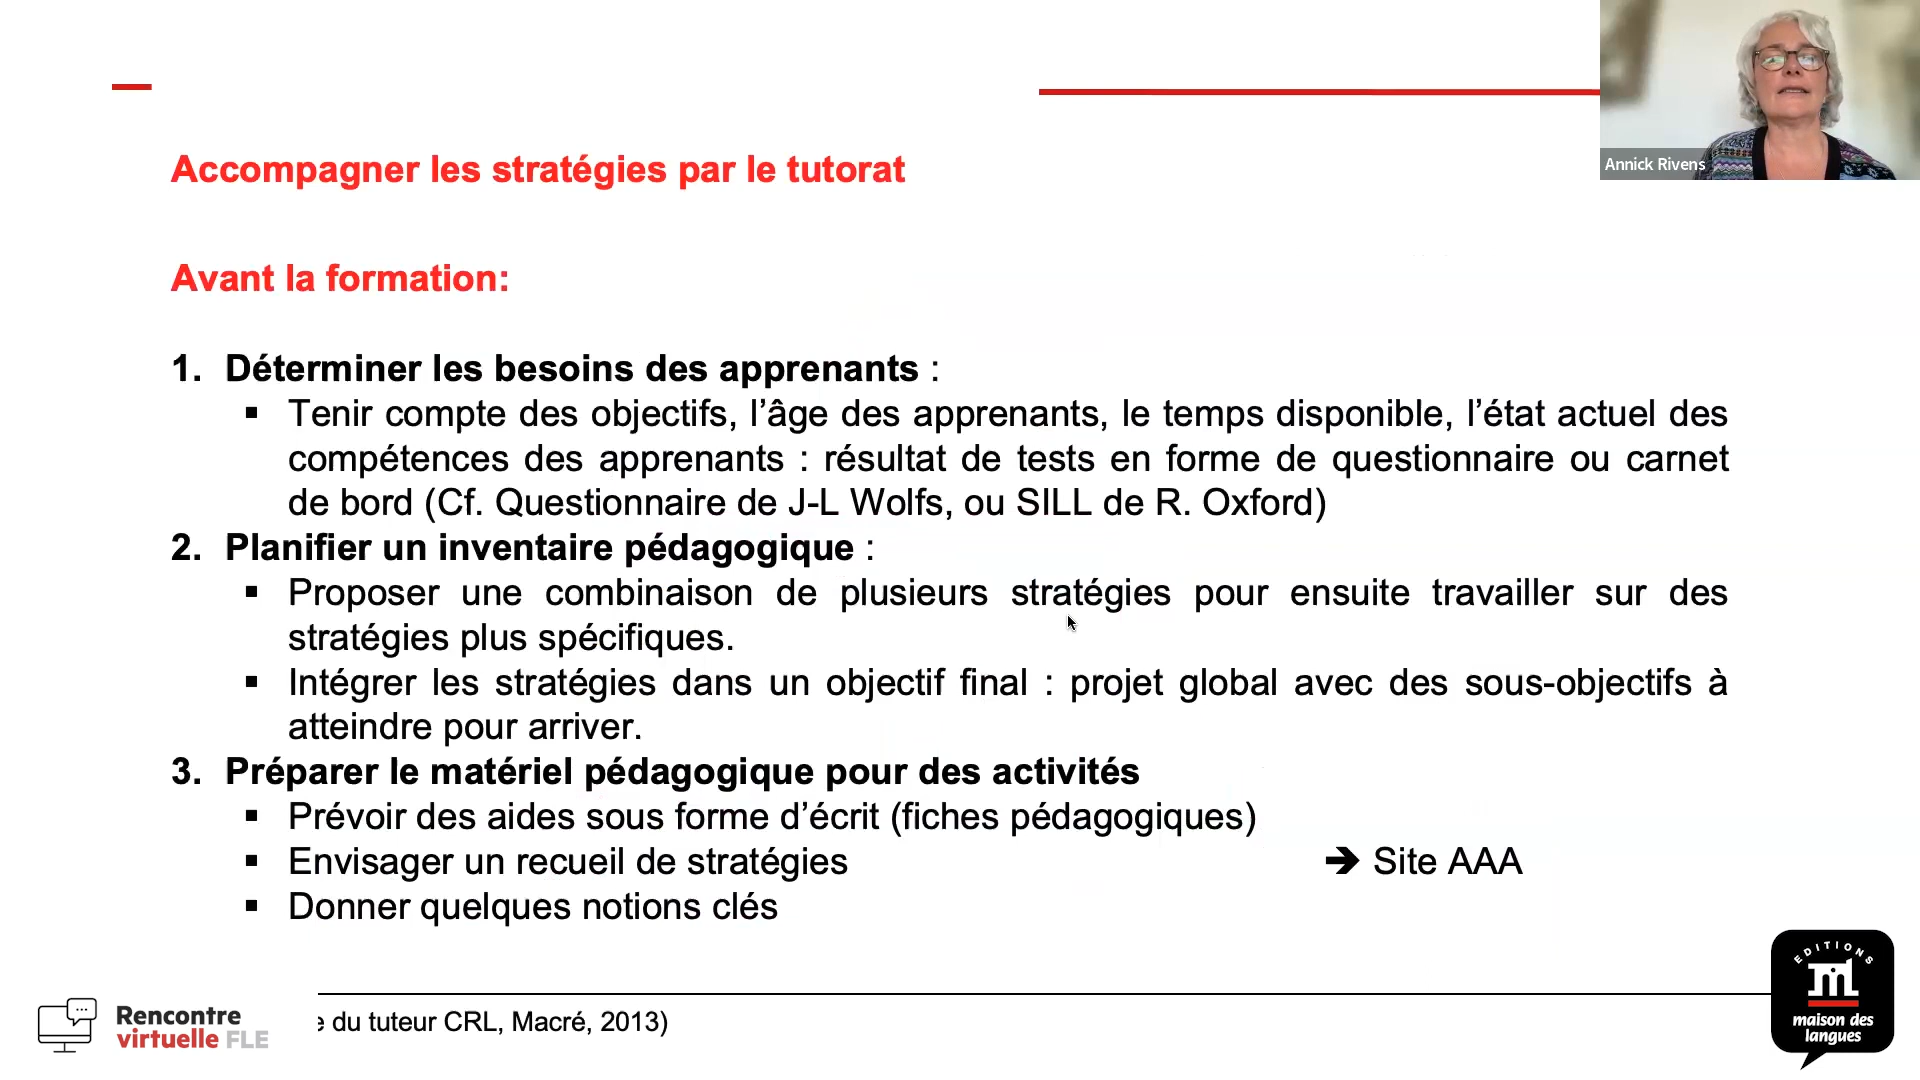 Annick Rivens
Accompagner les stratégies par le tutorat
Avant la formation:
1. Déterminer les besoins des apprenants :
▪ Tenir compte des objectifs, l’âge des apprenants, le temps disponible, l’état actuel des
compétences des apprenants : résultat de tests en forme de questionnaire ou carnet
de bord (Cf. Questionnaire de J-L Wolfs, ou SILL de R. Oxford)
2. Planifier un inventaire pédagogique :
▪ Proposer une combinaison de plusieurs stratégies pour ensuite travailler sur des
stratégies plus spécifiques.
▪ Intégrer les stratégies dans un objectif final : projet global avec des sous-objectifs à
atteindre pour arriver.
3. Préparer le matériel pédagogique pour des activités
▪ Prévoir des aides sous forme d’écrit (fiches pédagogiques)
▪ Envisager un recueil de stratégies ➔ Site AAA
▪ Donner quelques notions clés
du tuteur CRL, Macré, 2013)
Rencontre
virtuelle FLE
EDITIONS
maison des
langues